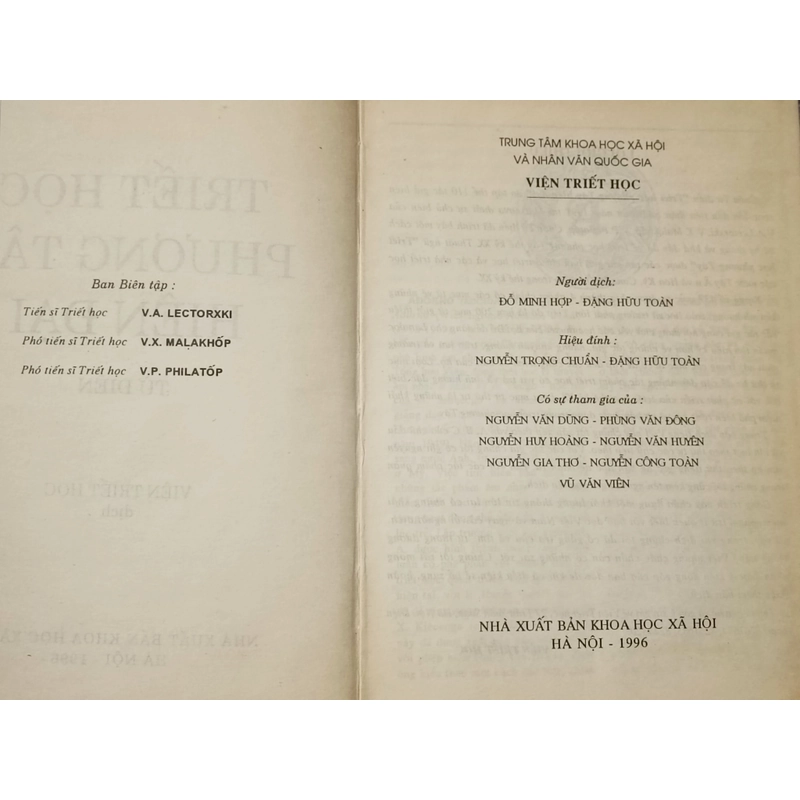 Ban Biên tập :
Tiến sĩ Triết học V.A. LECTORXKI
Phó tiến sĩ Triết học V.X. MALAKHỐP
Phó tiến sĩ Triết học V.P. PHILATỐP
TRUNG TÂM KHOA HỌC XÃ HỘI
VÀ NHÂN VĂN QUỐC GIA
VIỆN TRIẾT HỌC
Người dịch:
ĐỖ MINH HỢP - ĐẶNG HỮU TOÀN
Hiệu đính :
NGUYỄN TRỌNG CHUẨN - ĐẶNG HỮU TOÀN
Có sự tham gia của :
NGUYỄN VĂN DŨNG - PHÙNG VĂN ĐÔNG
NGUYỄN HUY HOÀNG - NGUYỄN VĂN HUYÊN
NGUYỄN GIA THƠ - NGUYỄN CÔNG TOÀN
VŨ VĂN VIÊN
NHÀ XUẤT BẢN KHOA HỌC XÃ HỘI
HÀ NỘI - 1996